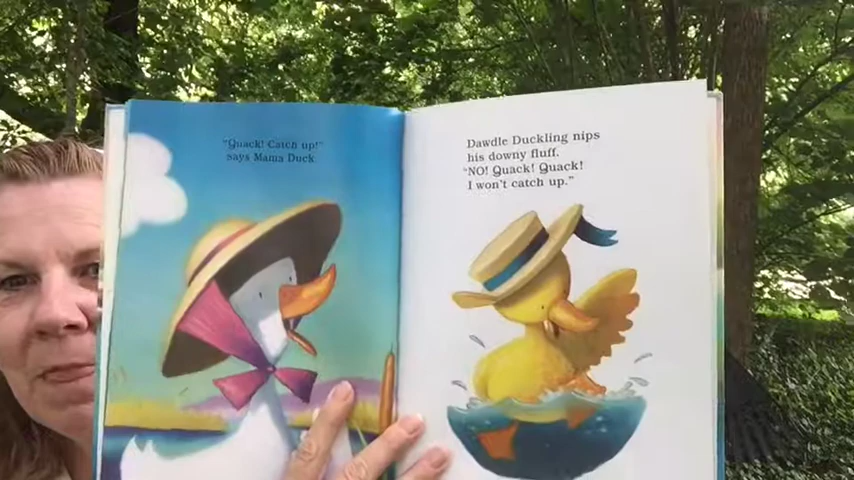 "Quack! Catch up!"
says Mama Duck.
Dawdle Duckling nips
his downy fluff.
"NO! Quack! Quack!
I won't catch up."